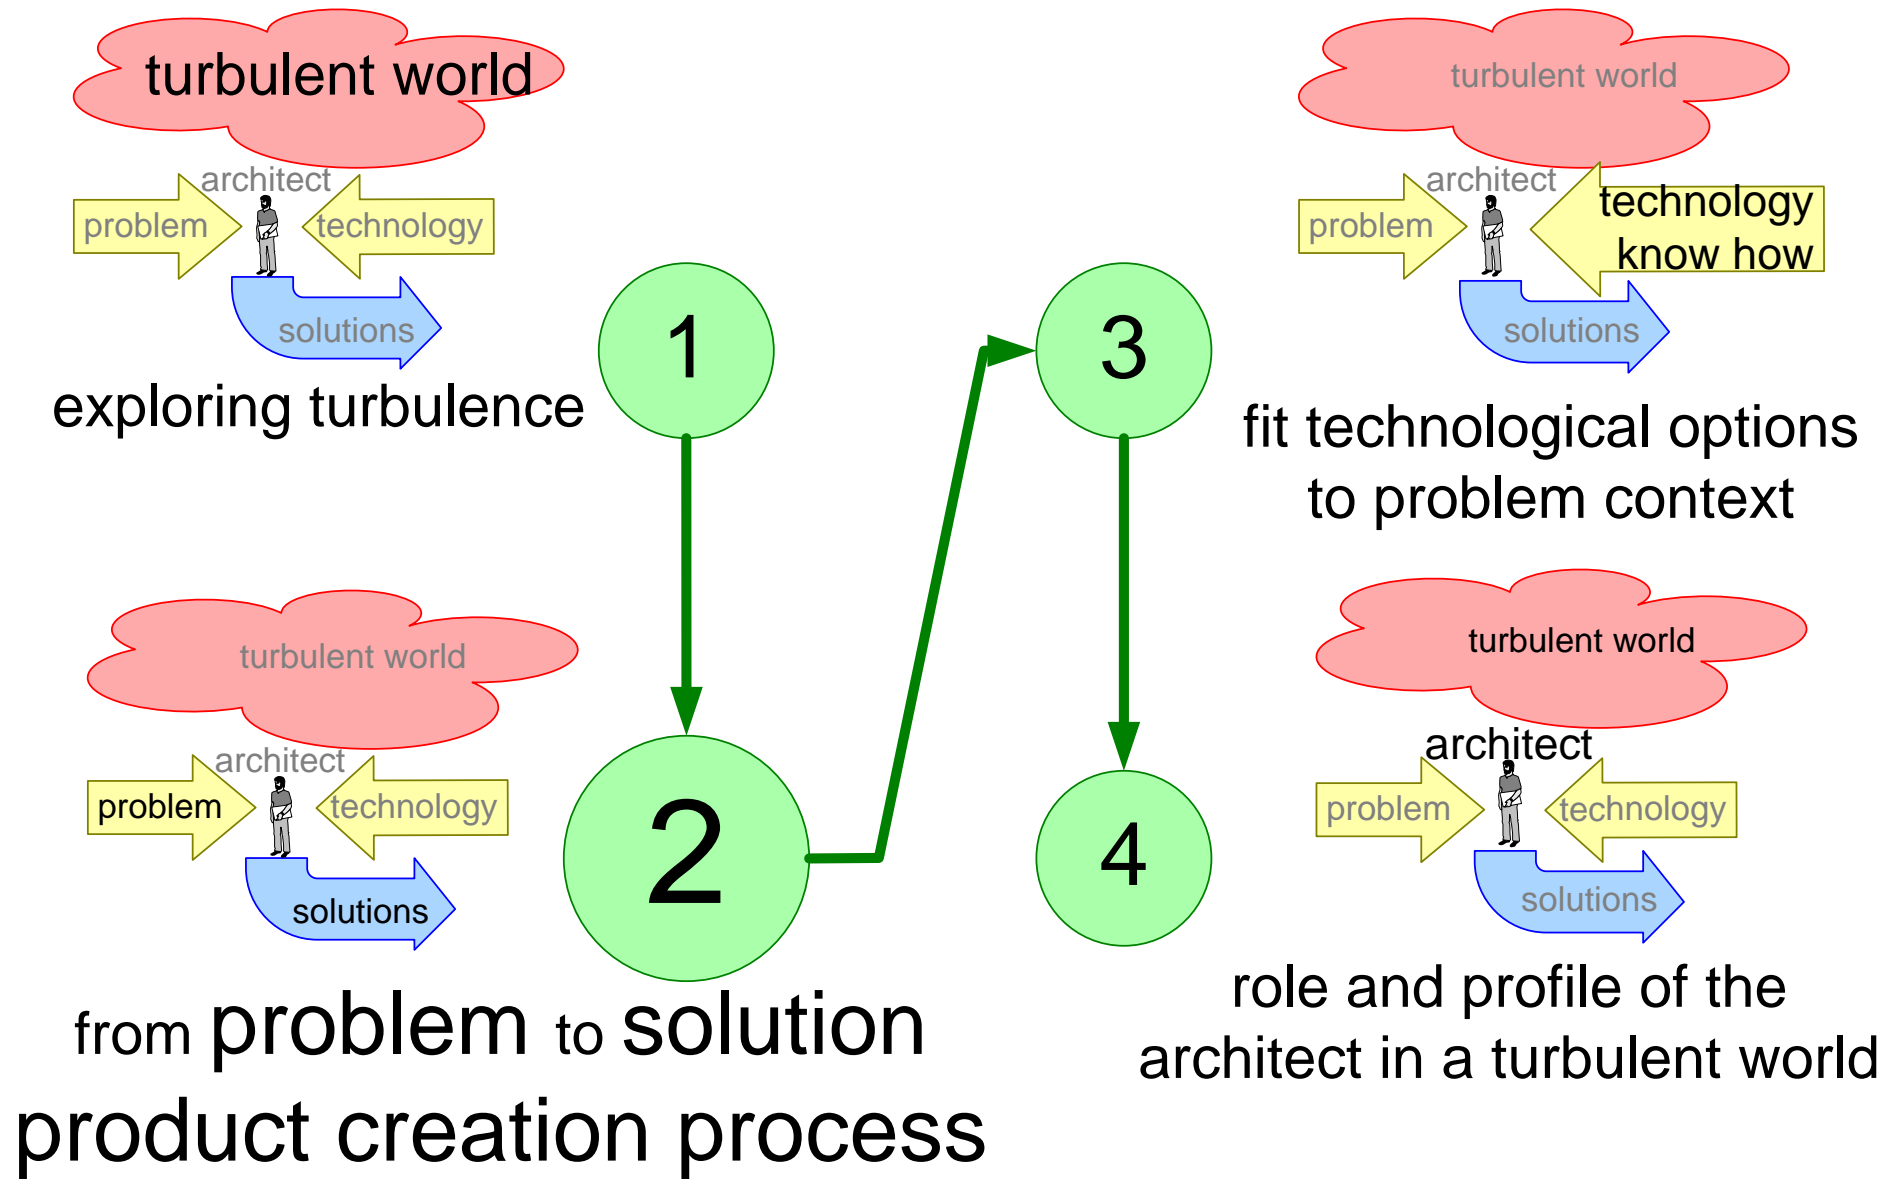 turbulent world
architect
problem
technology
solutions
exploring turbulence
1
turbulent world
architect
problem
technology
solutions
2
from problem to solution
product creation process
turbulent world
architect
problem
technology
know how
solutions
3
fit technological options
to problem context
turbulent world
architect
problem
technology
solutions
4
role and profile of the
architect in a turbulent world